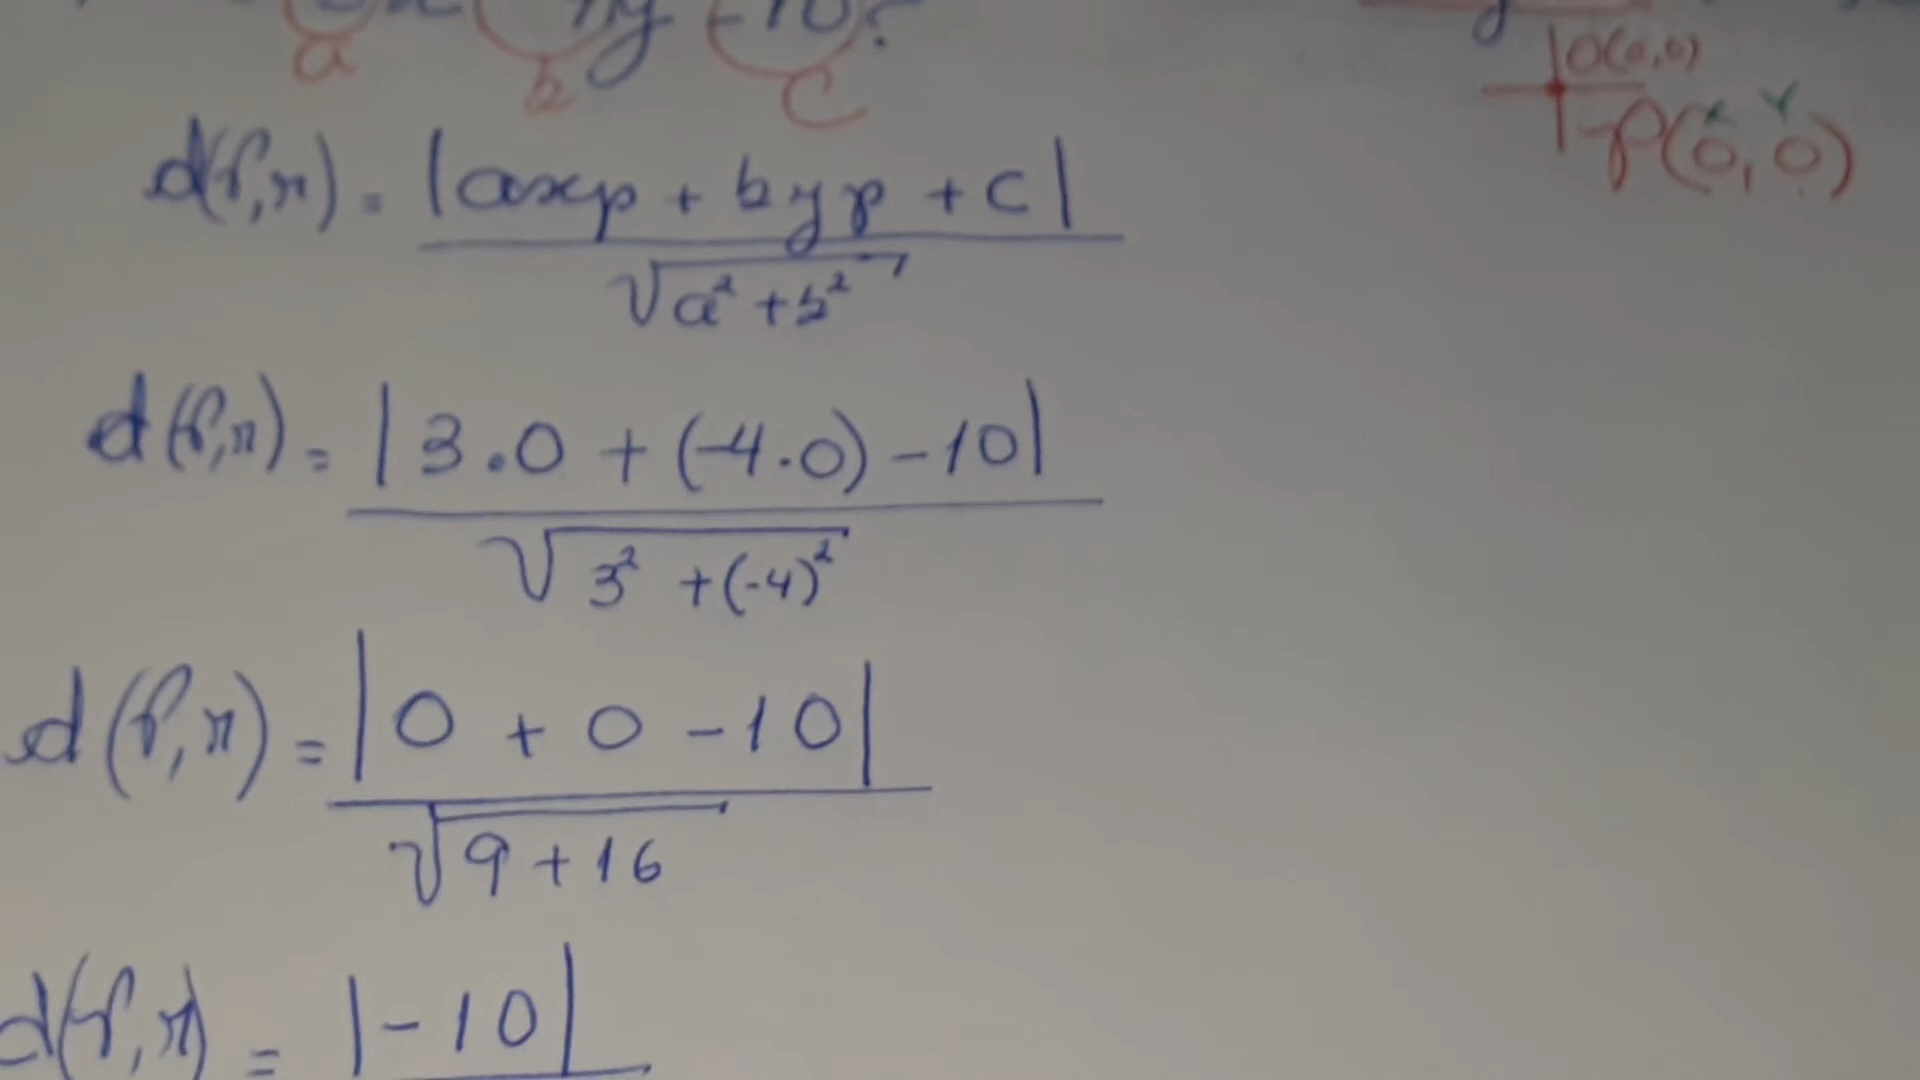 a b c
O(0,0)
x y
P(0,0)
d(P,r) = |axp + byp + c|
√a² + b²
d(P,r) = |3.0 + (-4.0) - 10|
√3² + (-4)²
d(P,r) = |0 + 0 - 10|
√9 + 16
d(P,r) = |-10|